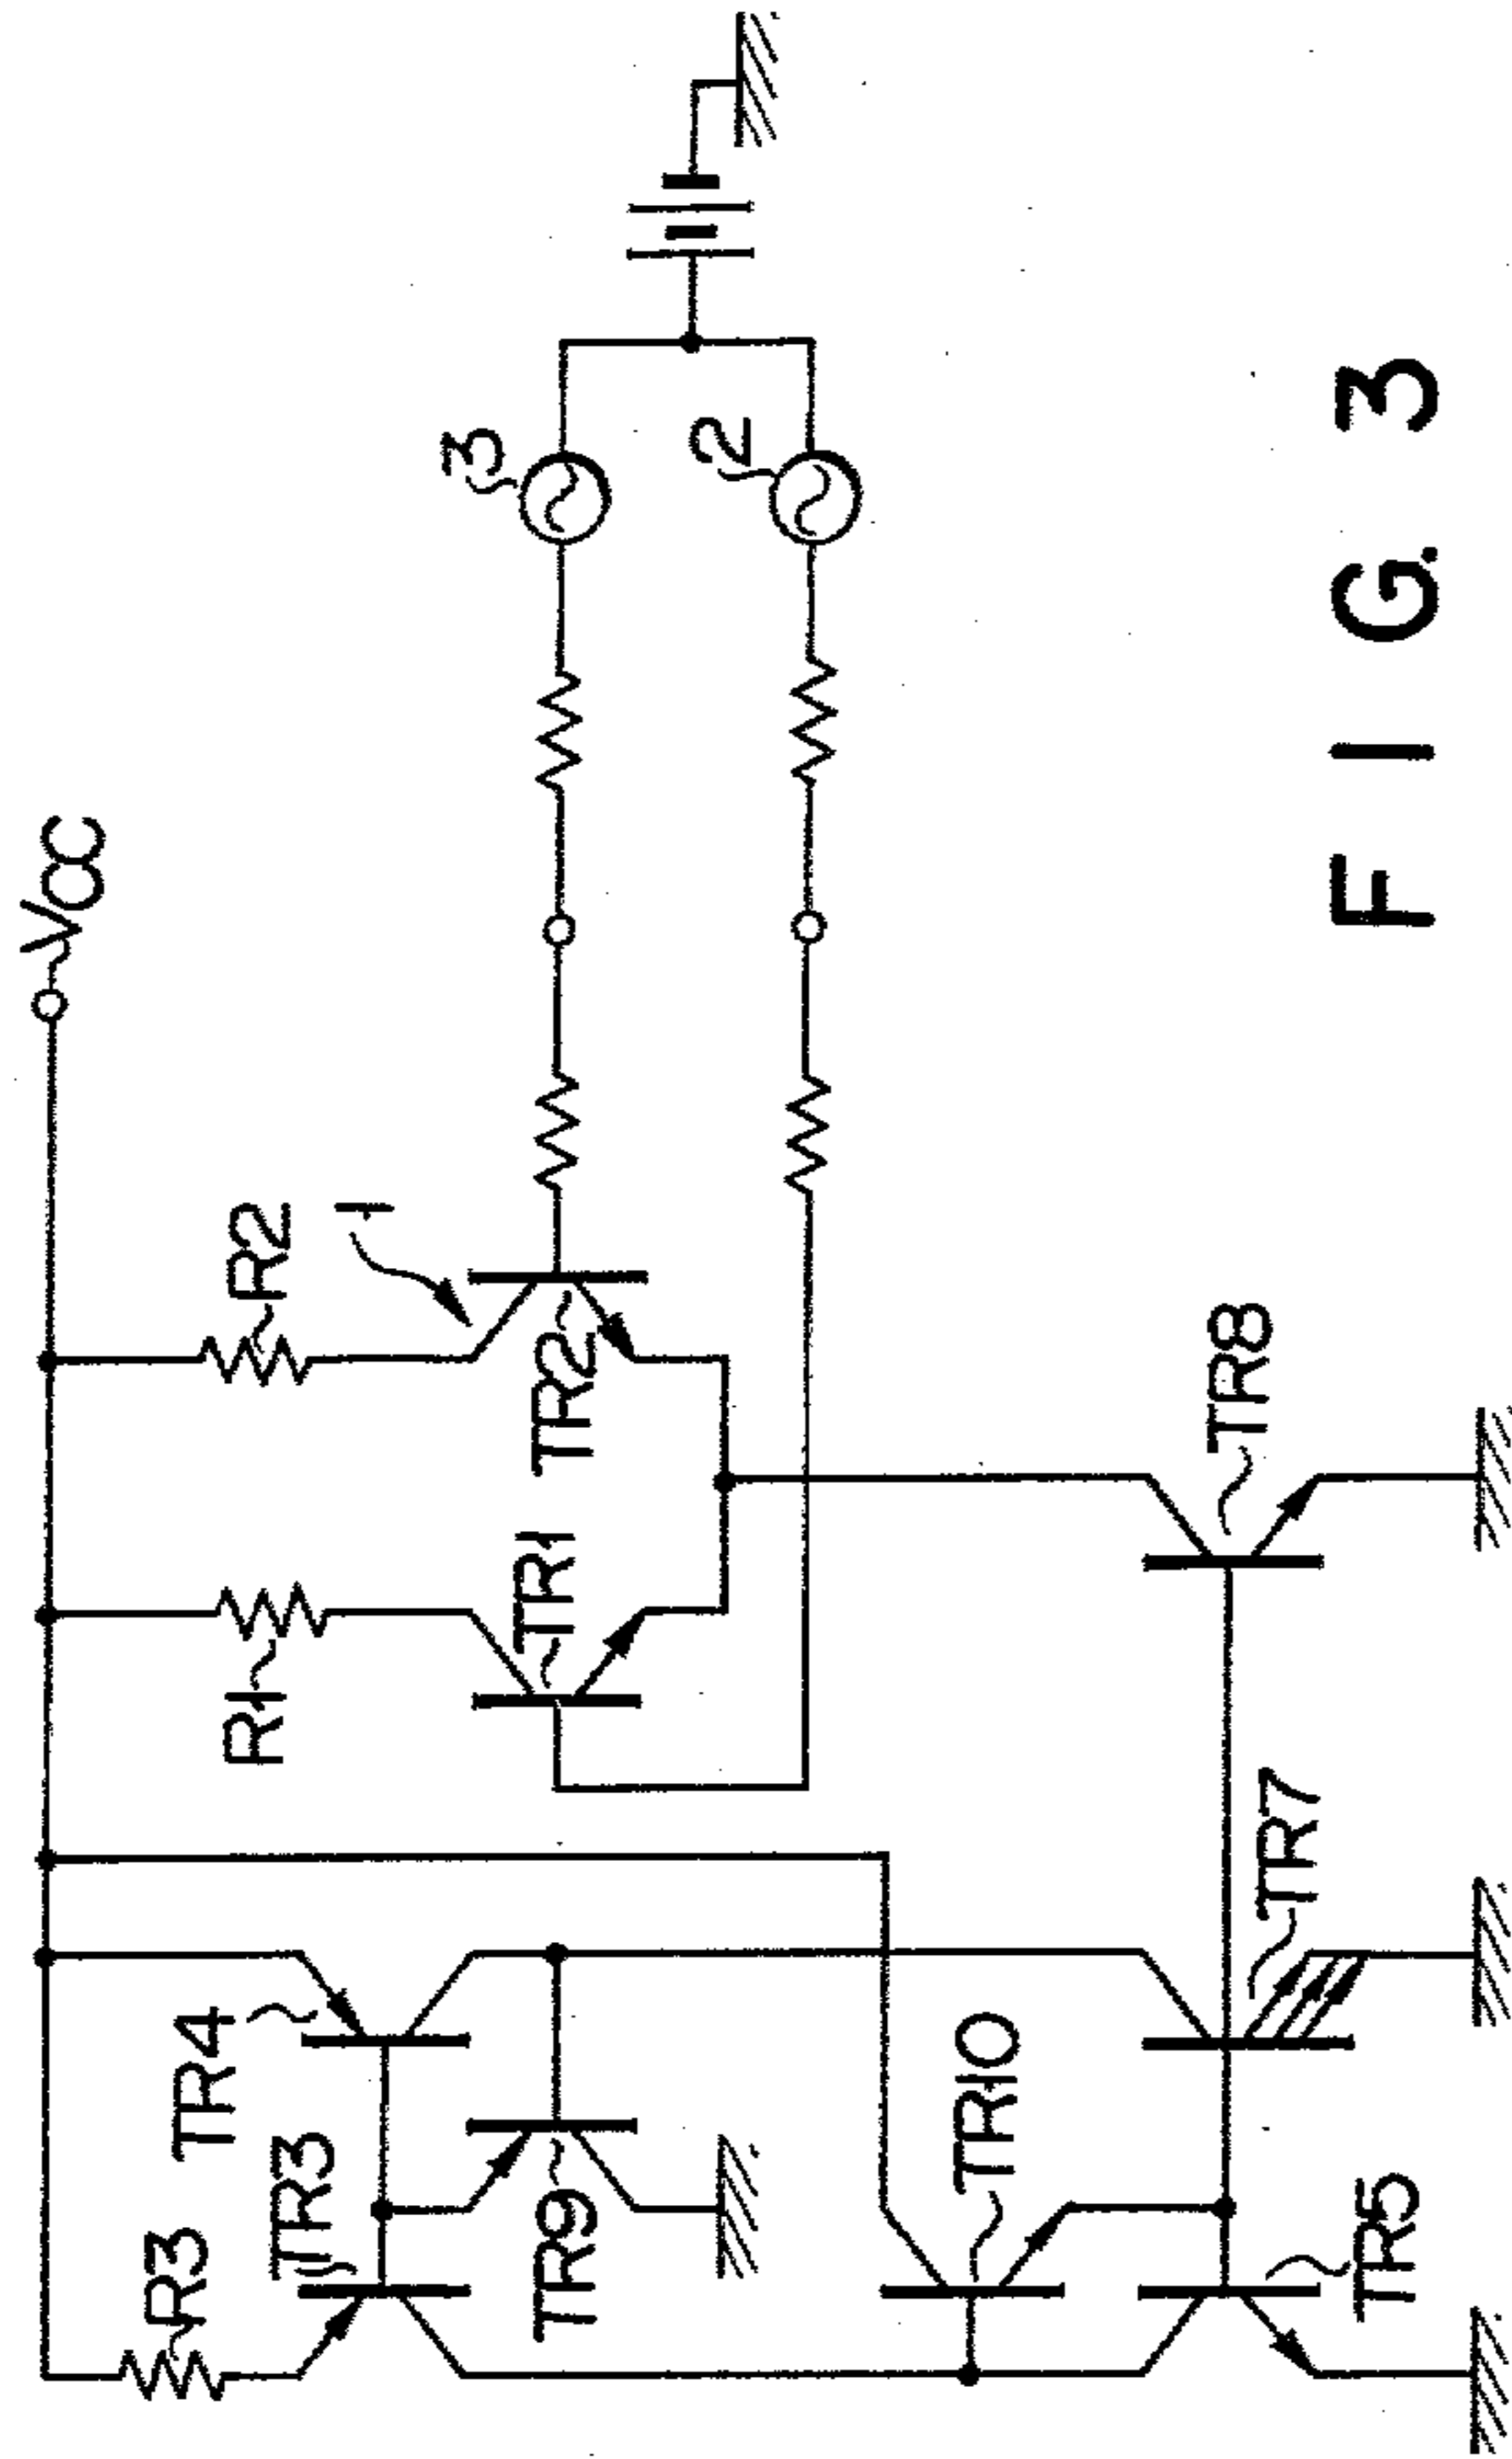 VCC
R3
TR3
TR4
R1
R2
1
TR9
TR1
TR2
3
2
TR10
TR5
TR7
TR8
FIG. 3